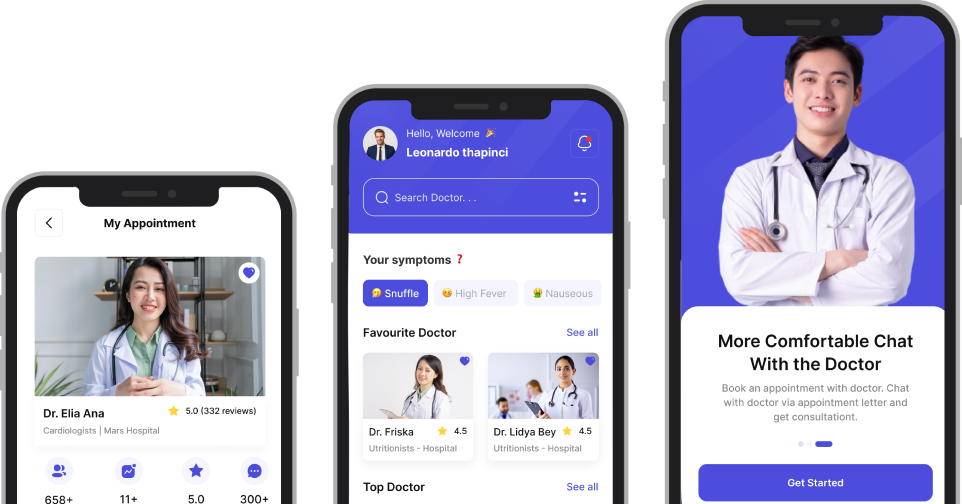 My Appointment
Dr. Elia Ana
5.0 (332 reviews)
Cardiologists | Mars Hospital
658+
11+
5.0
300+
Hello, Welcome 🎉
Leonardo thapinci
Search Doctor. . .
Your symptoms ❓
Snuffle
High Fever
Nauseous
Favourite Doctor
See all
Dr. Friska
4.5
Utritionists - Hospital
Dr. Lidya Bey
4.5
Utritionists - Hospital
Top Doctor
See all
More Comfortable Chat
With the Doctor
Book an appointment with doctor. Chat
with doctor via appointment letter and
get consultationt.
Get Started